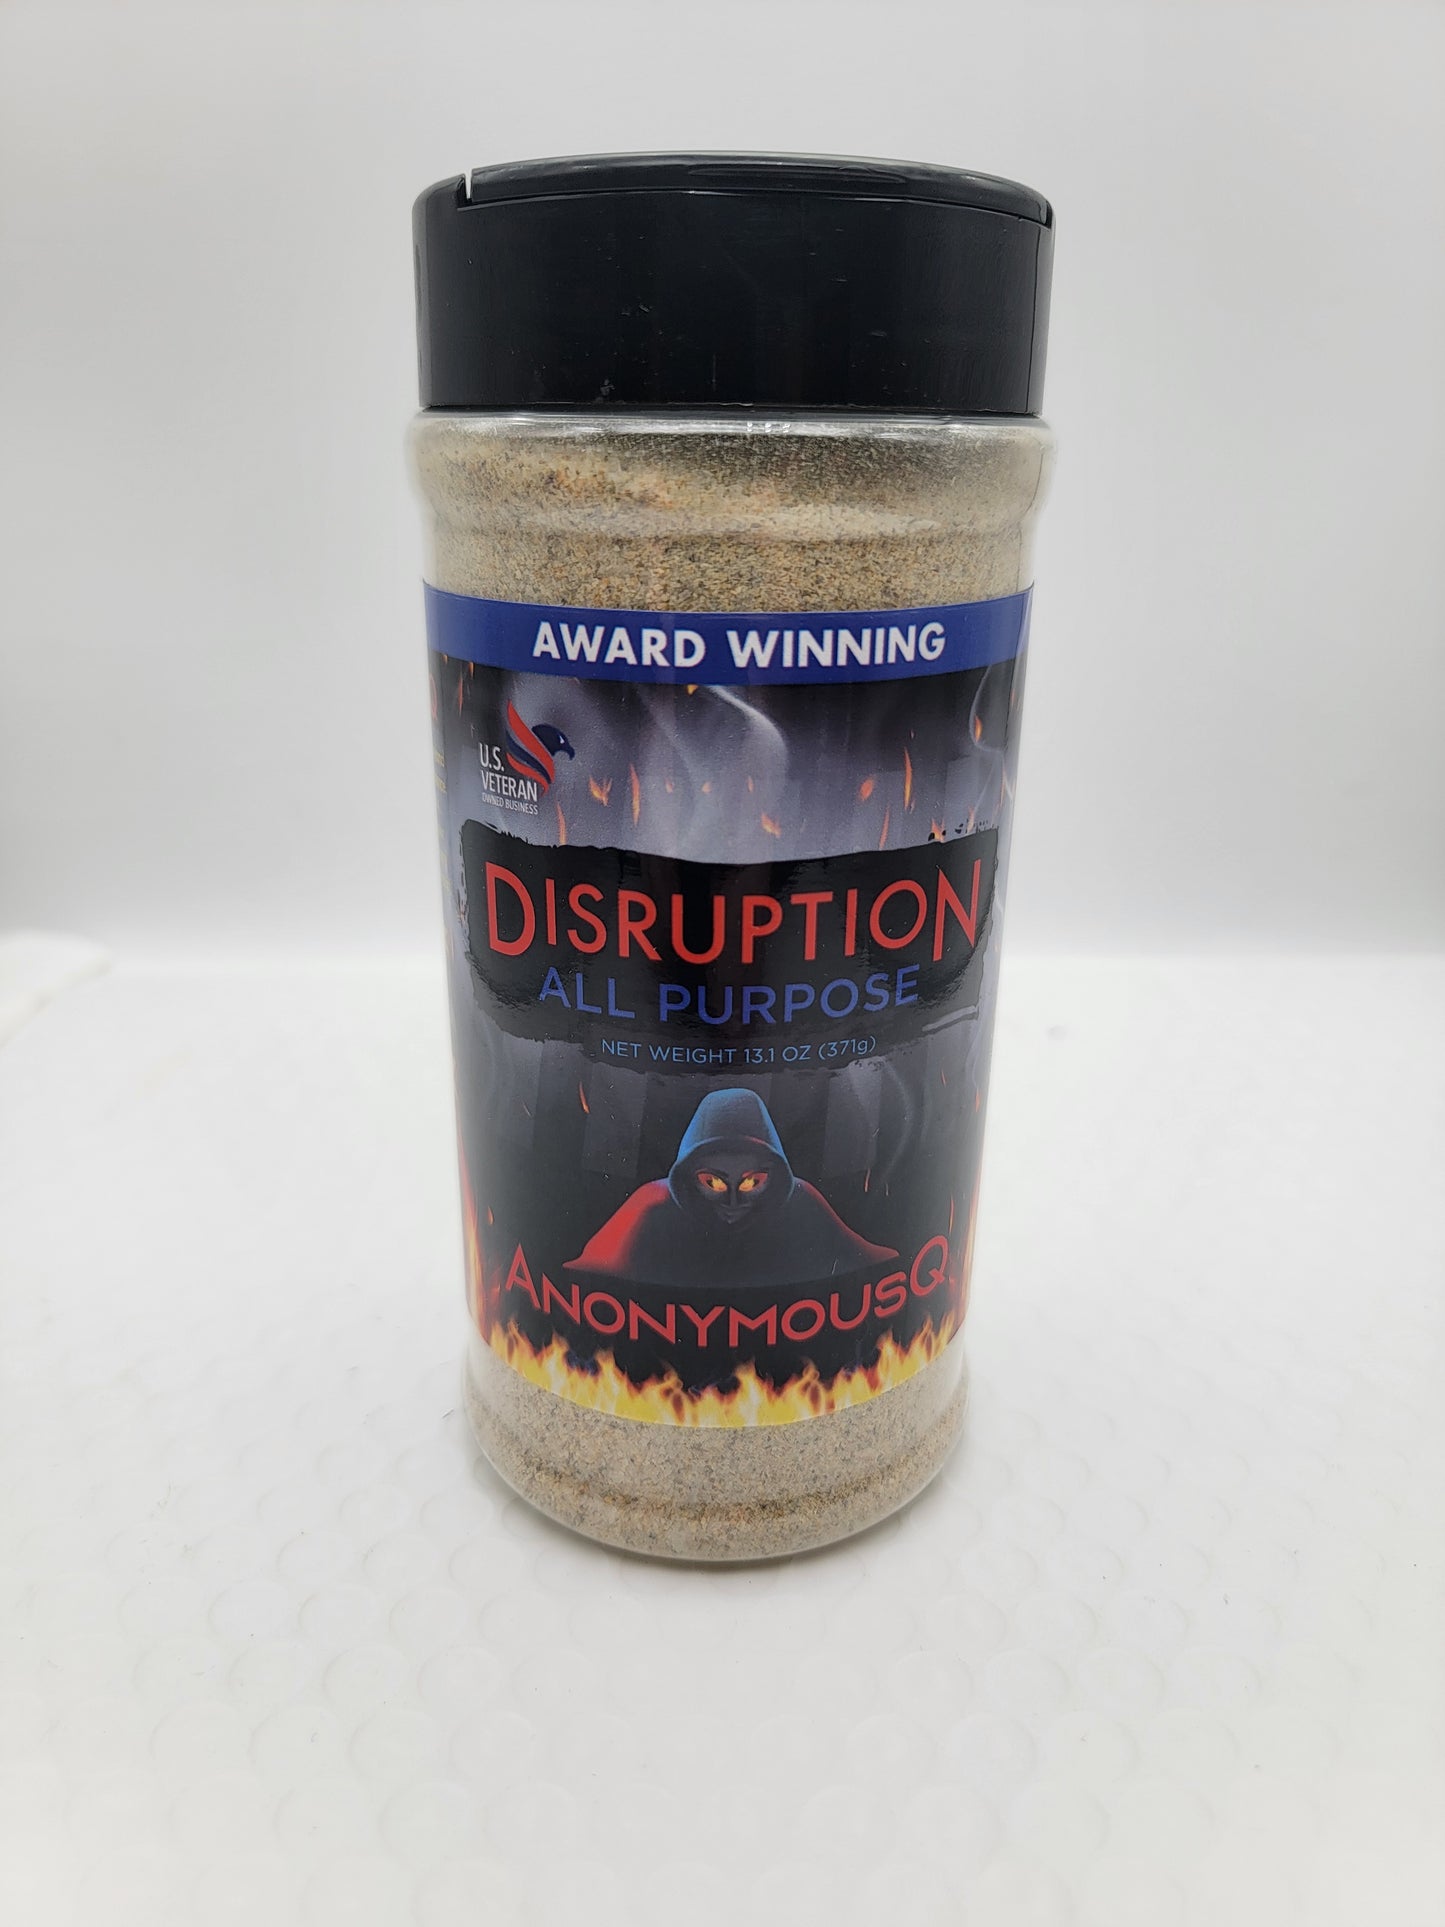 AWARD WINNING
U.S.
VETERAN
OWNED BUSINESS
DISRUPTION
ALL PURPOSE
NET WEIGHT 13.1 OZ (371g)
ANONYMOUSQ